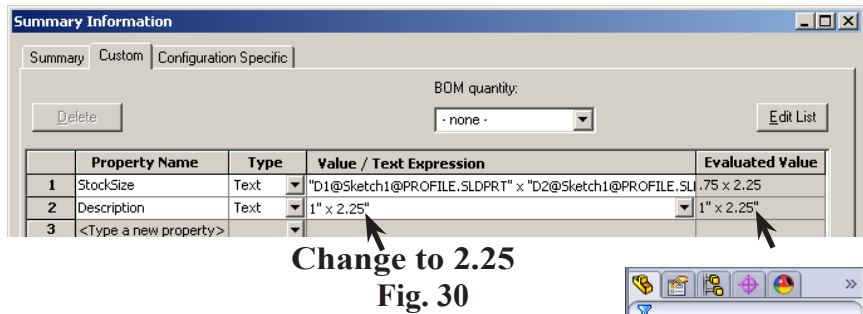 Summary Information
Summary Custom Configuration Specific
BOM quantity:
Delete - none - Edit List
Property Name Type Value / Text Expression Evaluated Value
1 StockSize Text "D1@Sketch1@PROFILE.SLDPRT" x "D2@Sketch1@PROFILE.SL .75 x 2.25
2 Description Text 1" x 2.25" 1" x 2.25"
3 <Type a new property>
Change to 2.25
Fig. 30
»